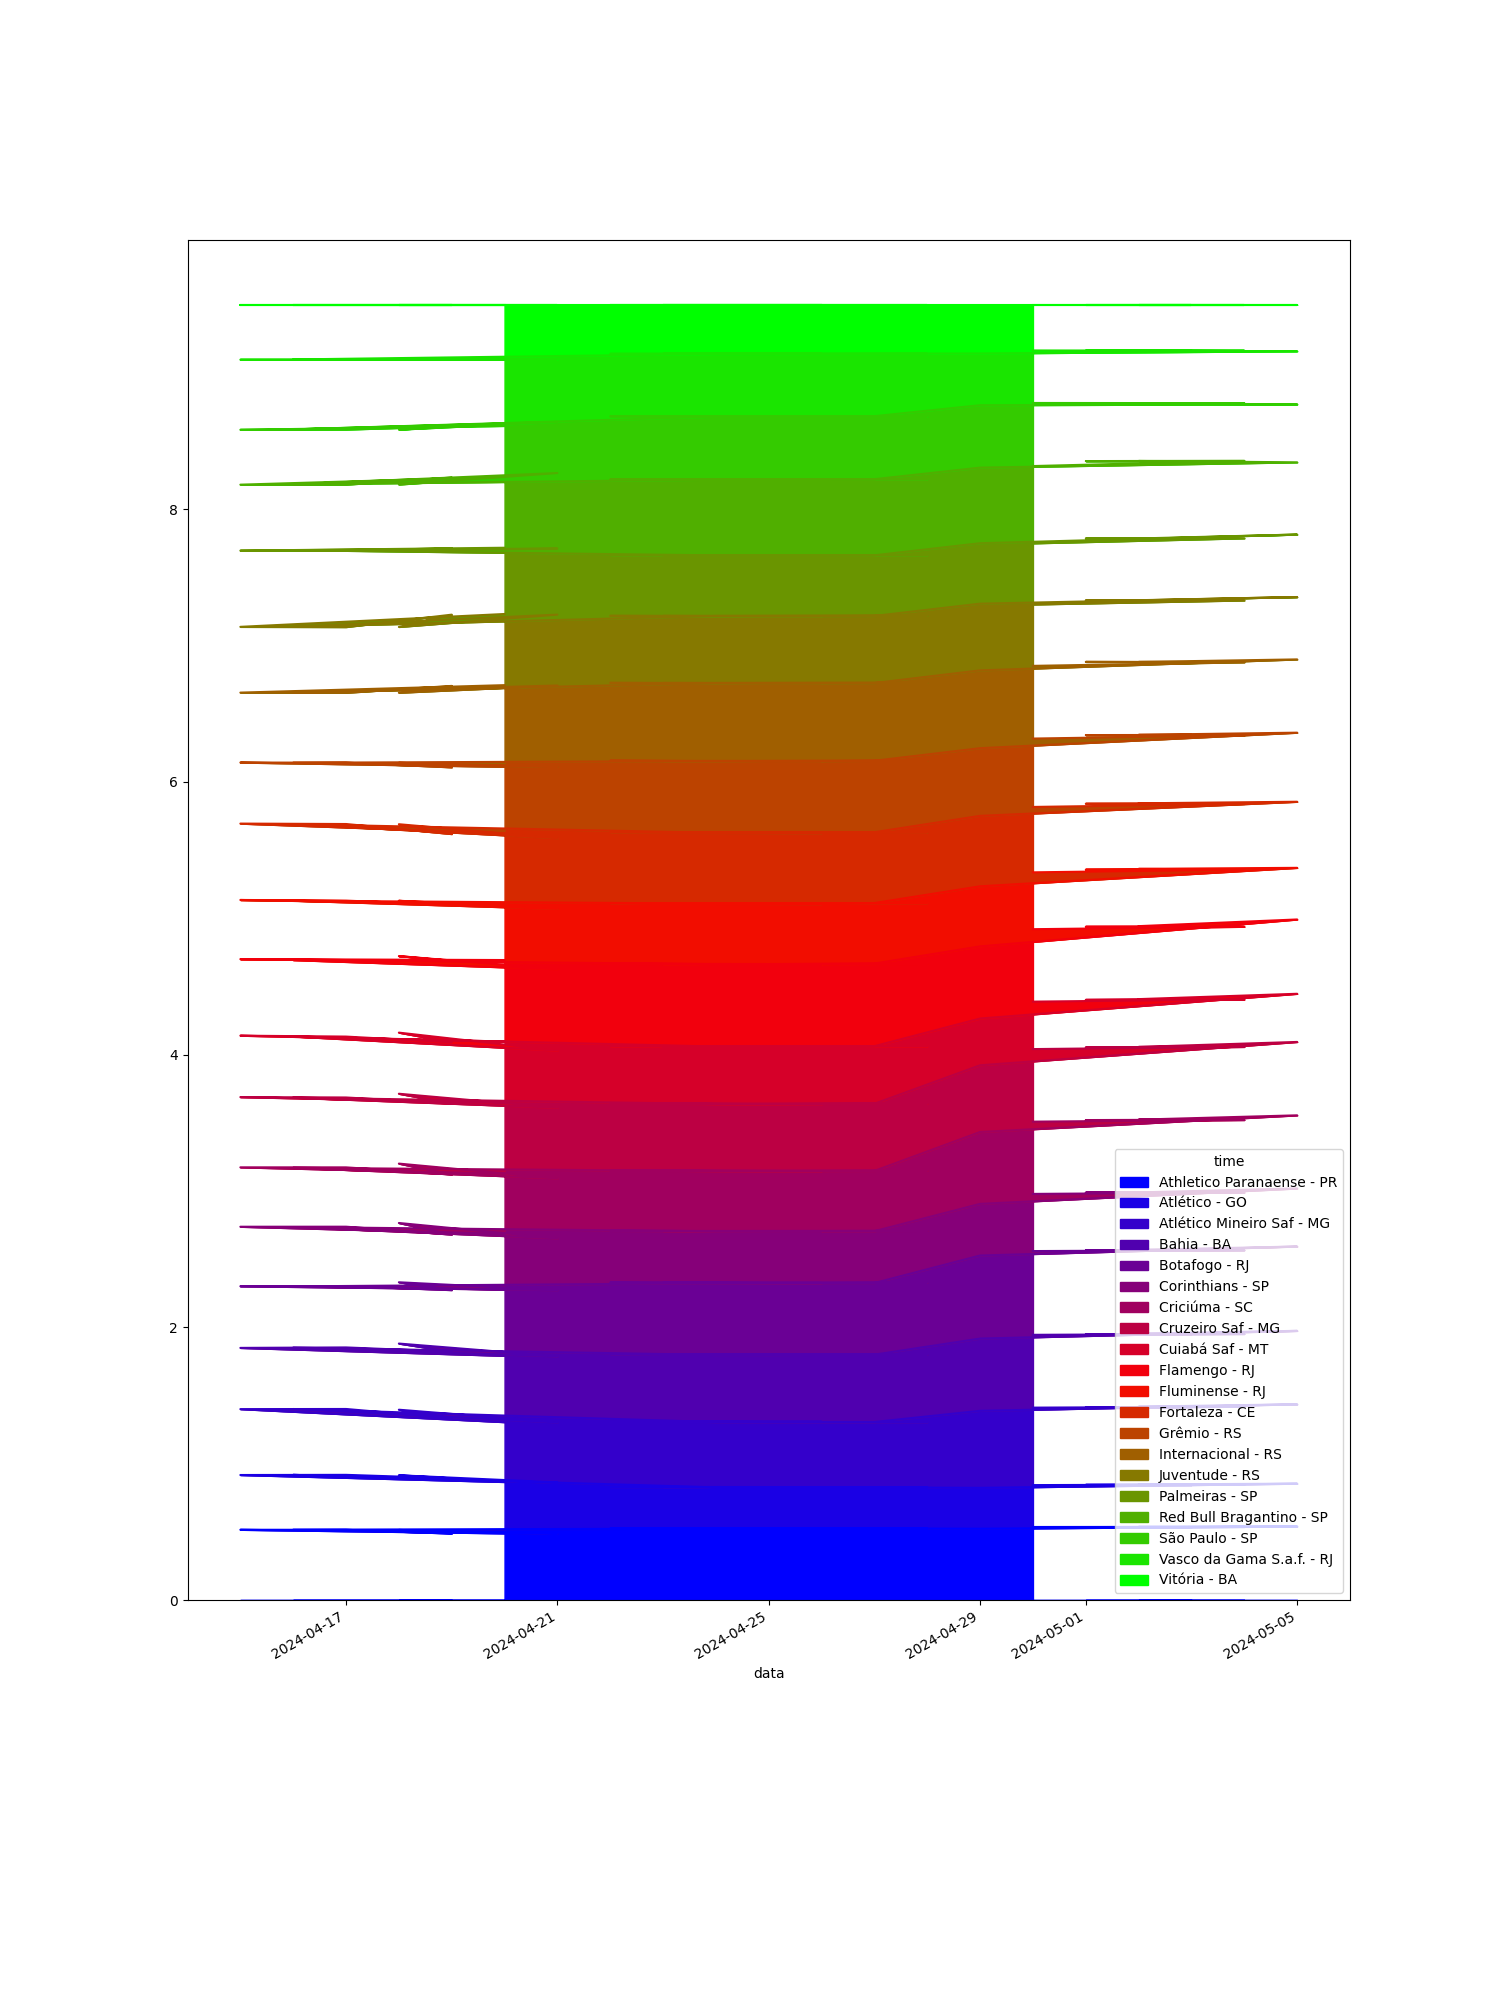 8
6
4
2
0
2024-04-17
2024-04-21
2024-04-25
2024-04-29
2024-05-01
2024-05-05
data
time
Athletico Paranaense - PR
Atlético - GO
Atlético Mineiro Saf - MG
Bahia - BA
Botafogo - RJ
Corinthians - SP
Criciúma - SC
Cruzeiro Saf - MG
Cuiabá Saf - MT
Flamengo - RJ
Fluminense - RJ
Fortaleza - CE
Grêmio - RS
Internacional - RS
Juventude - RS
Palmeiras - SP
Red Bull Bragantino - SP
São Paulo - SP
Vasco da Gama S.a.f. - RJ
Vitória - BA